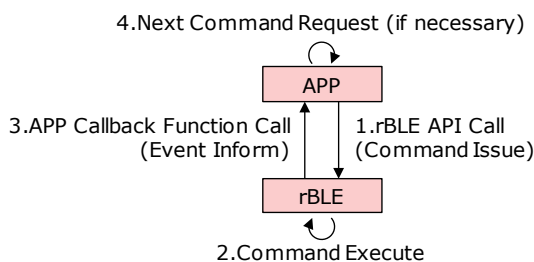 4.Next Command Request (if necessary)
APP
3.APP Callback Function Call
(Event Inform)
1.rBLE API Call
(Command Issue)
rBLE
2.Command Execute